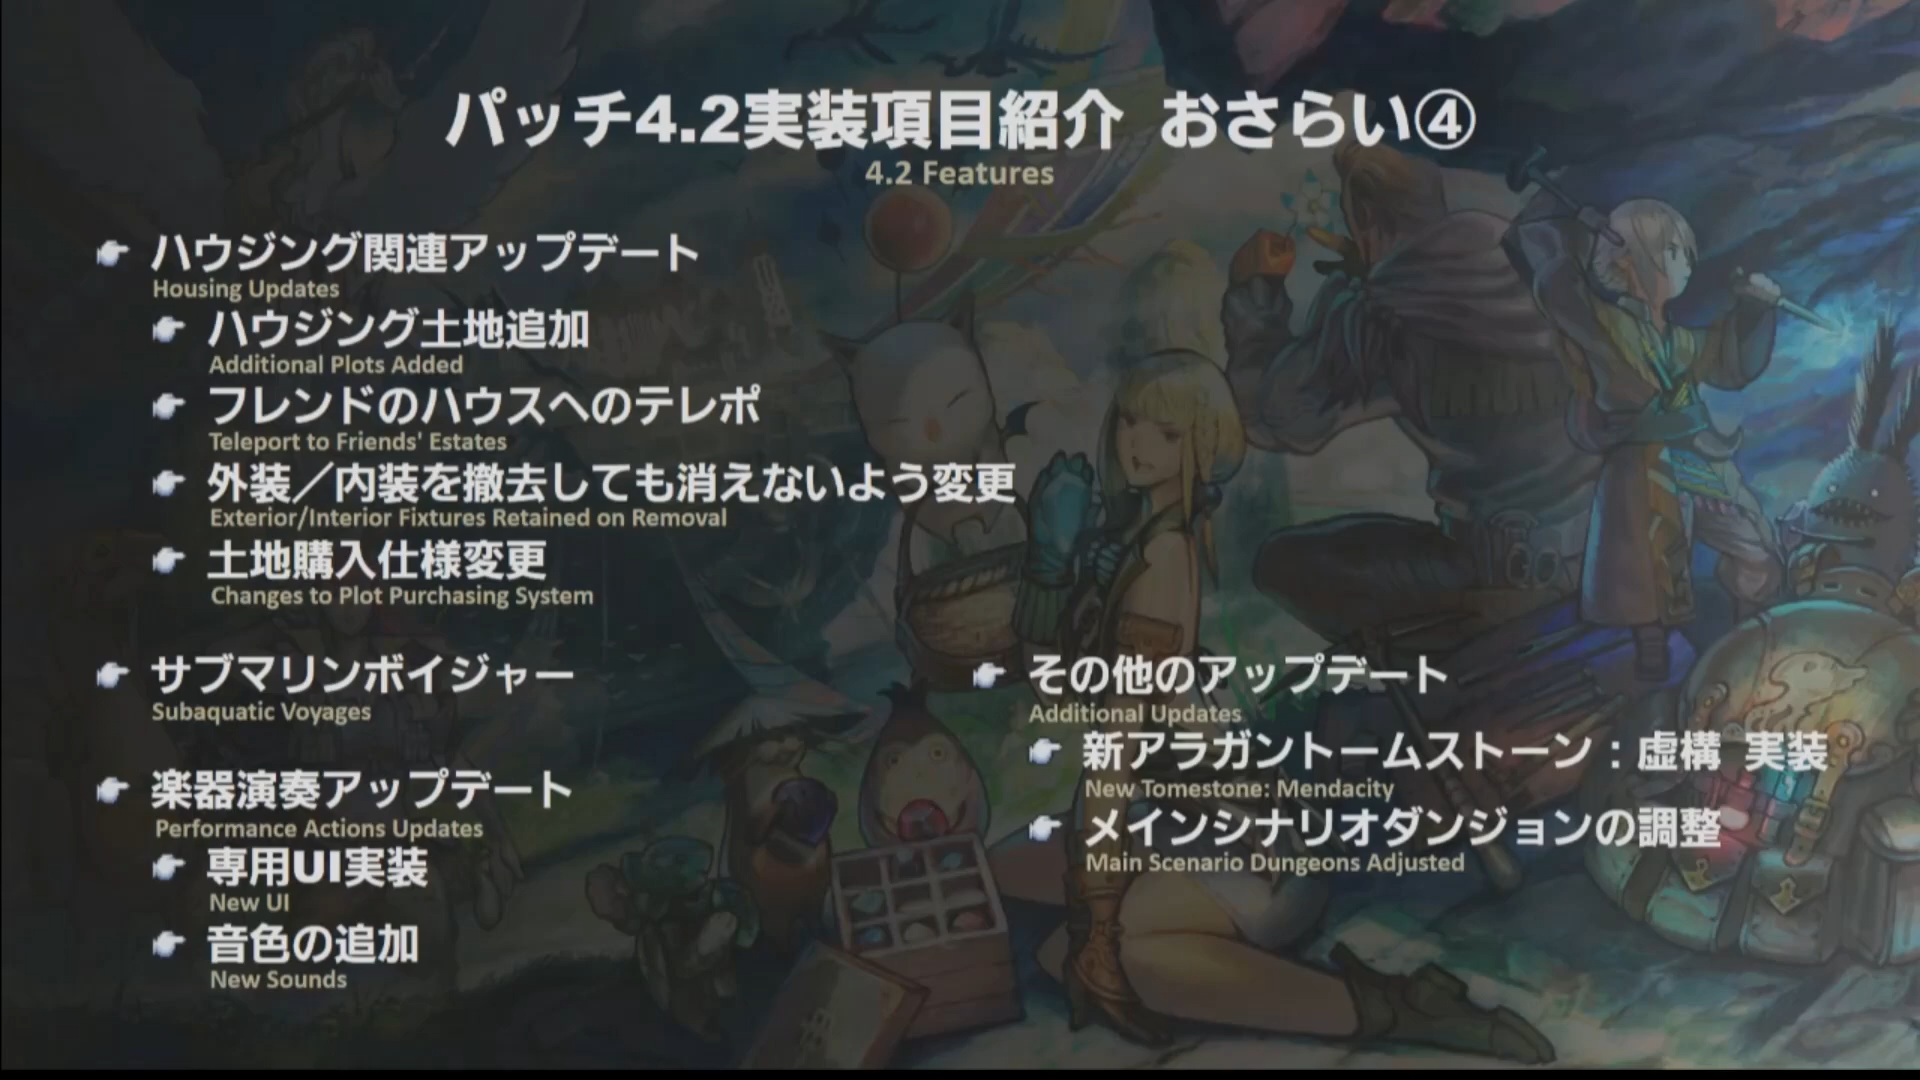 パッチ4.2実装項目紹介 おさらい④
4.2 Features
ハウジング関連アップデート
Housing Updates
ハウジング土地追加
Additional Plots Added
フレンドのハウスへのテレポ
Teleport to Friends' Estates
外装／内装を撤去しても消えないよう変更
Exterior/Interior Fixtures Retained on Removal
土地購入仕様変更
Changes to Plot Purchasing System
サブマリンボイジャー
Subaquatic Voyages
楽器演奏アップデート
Performance Actions Updates
専用UI実装
New UI
音色の追加
New Sounds
その他のアップデート
Additional Updates
新アラガントームストーン：虚構 実装
New Tomestone: Mendacity
メインシナリオダンジョンの調整
Main Scenario Dungeons Adjusted